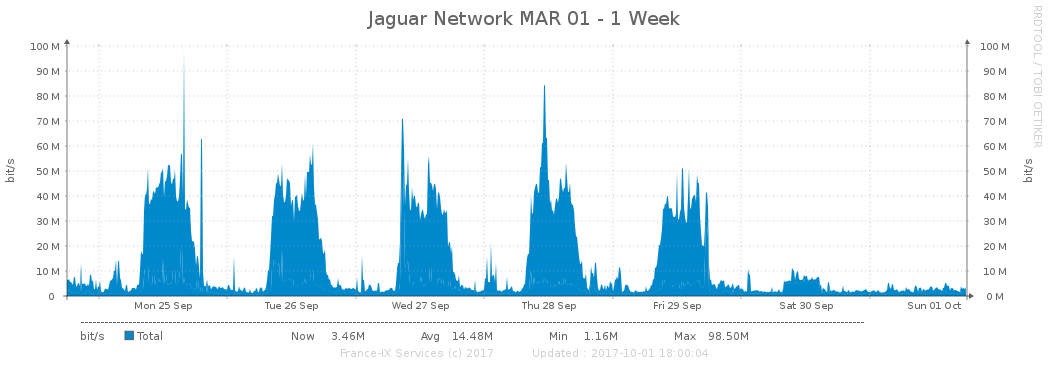 Jaguar Network MAR 01 - 1 Week
RRDTOOL / TOBI OETIKER
bit/s
100 M
90 M
80 M
70 M
60 M
50 M
40 M
30 M
20 M
10 M
0
100 M
90 M
80 M
70 M
60 M
50 M
40 M
30 M
20 M
10 M
0 M
bit/s
Mon 25 Sep Tue 26 Sep Wed 27 Sep Thu 28 Sep Fri 29 Sep Sat 30 Sep Sun 01 Oct
bit/s Total Now 3.46M Avg 14.48M Min 1.16M Max 98.50M
France-IX Services (c) 2017 Updated : 2017-10-01 18:00:04